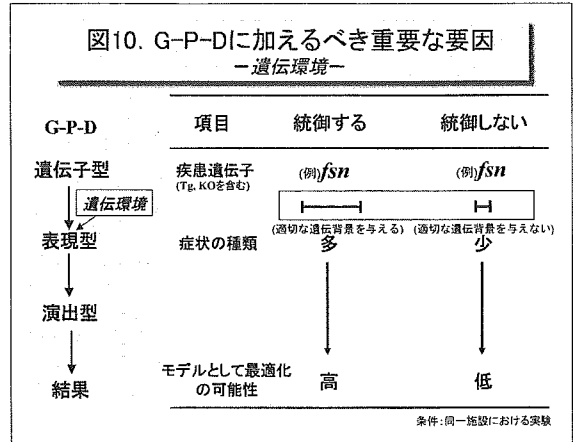 図10. G-P-Dに加えるべき重要な要因
－遺伝環境－
G-P-D
項目 統御する 統御しない
遺伝子型
疾患遺伝子 (例)fsn (例)fsn
(Tg, KOを含む)
遺伝環境
(適切な遺伝背景を与える) (適切な遺伝背景を与えない)
表現型
症状の種類 多 少
演出型
モデルとして最適化
の可能性 高 低
結果
条件:同一施設における実験